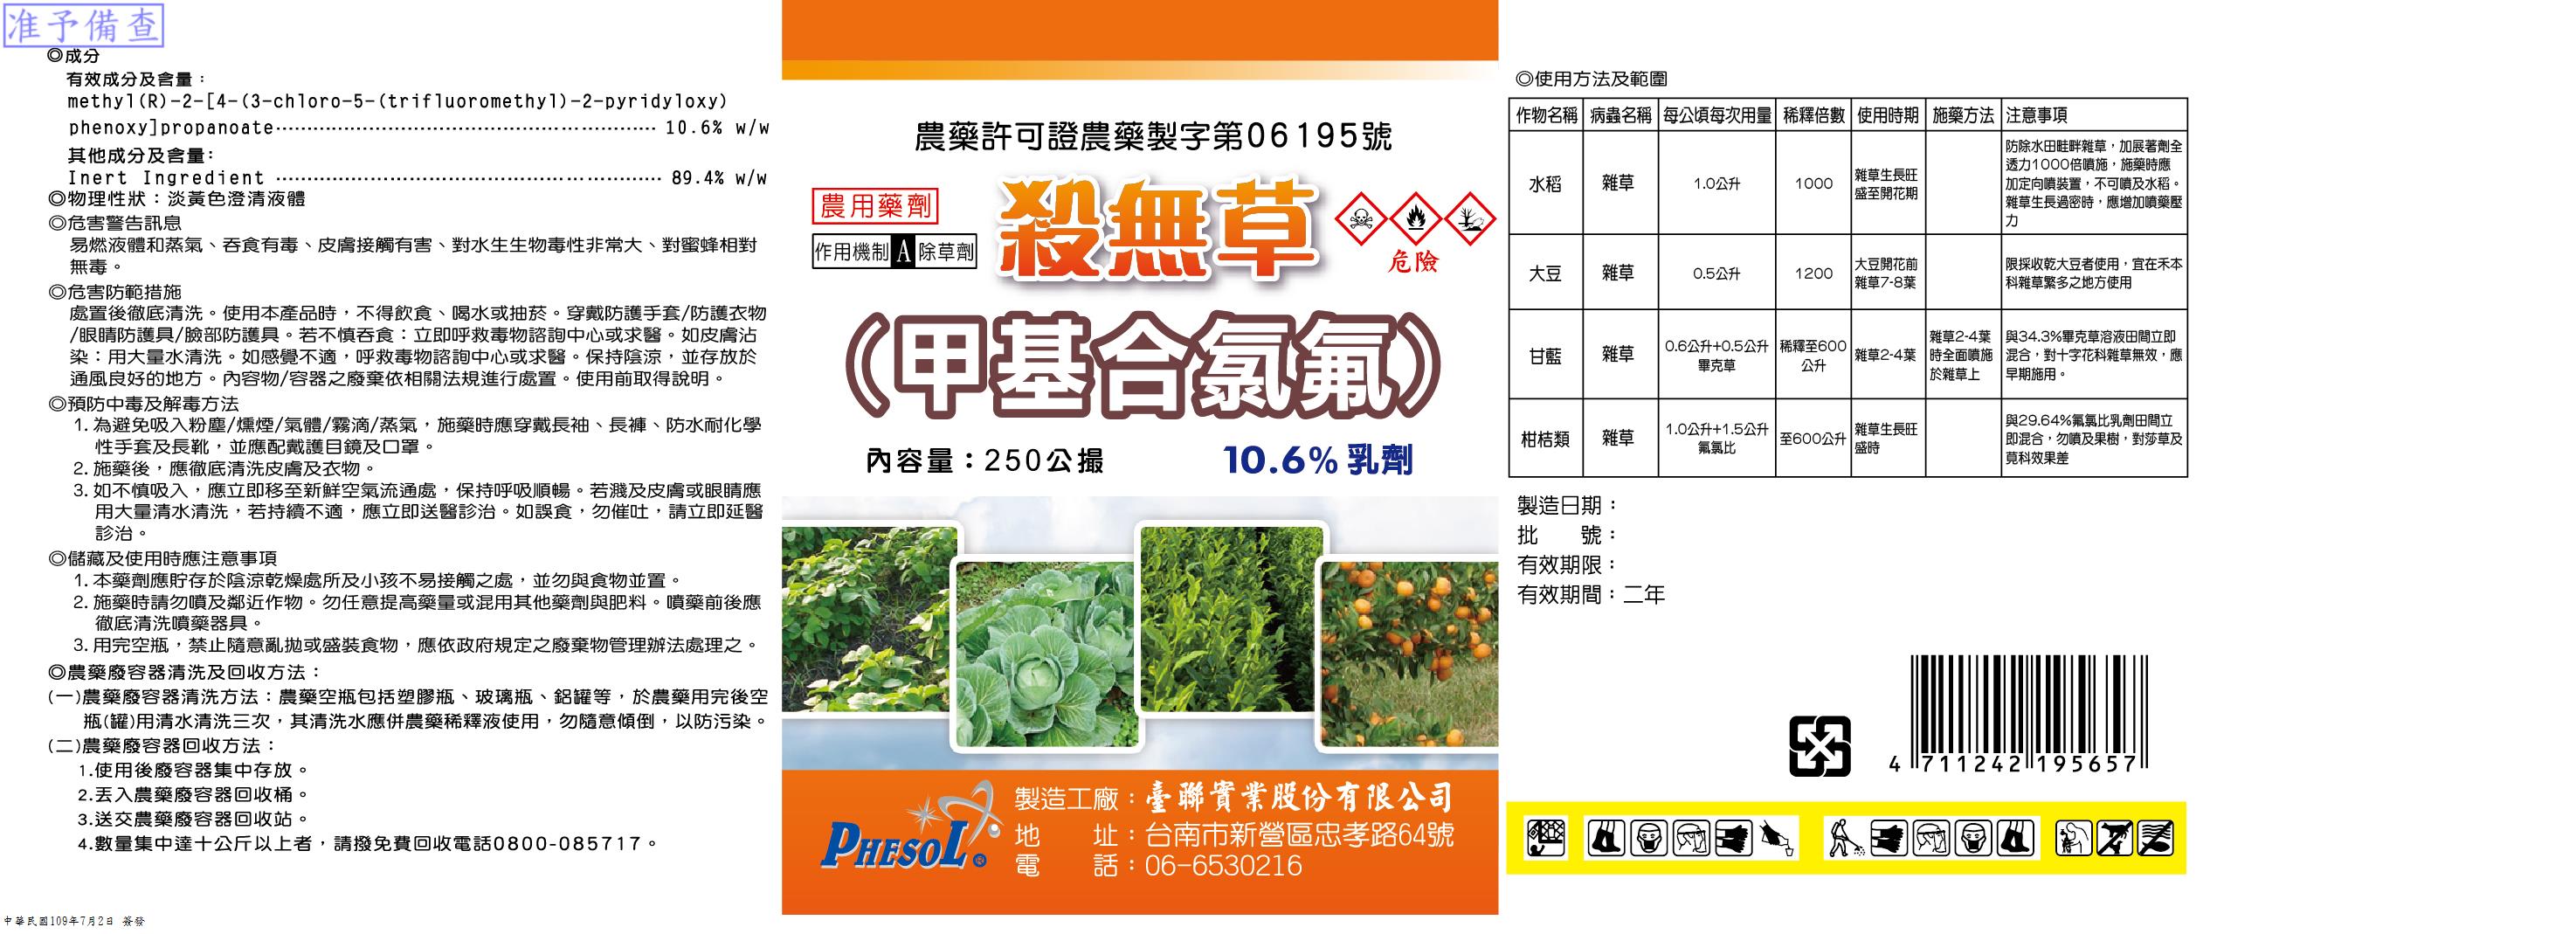 准予備查
◎成分
有效成分及含量：
methyl(R)-2-[4-(3-chloro-5-(trifluoromethyl)-2-pyridyloxy)
phenoxy]propanoate………………………………………………… 10.6% w/w
其他成分及含量：
Inert Ingredient ………………………………………………… 89.4% w/w
◎物理性狀：淡黃色澄清液體
◎危害警告訊息
易燃液體和蒸氣、吞食有毒、皮膚接觸有害、對水生生物毒性非常大、對蜜蜂相對
無毒。
◎危害防範措施
處置後徹底清洗。使用本產品時，不得飲食、喝水或抽菸。穿戴防護手套/防護衣物
/眼睛防護具/臉部防護具。若不慎吞食：立即呼救毒物諮詢中心或求醫。如皮膚沾
染：用大量水清洗。如感覺不適，呼救毒物諮詢中心或求醫。保持陰涼，並存放於
通風良好的地方。內容物/容器之廢棄依相關法規進行處置。使用前取得說明。
◎預防中毒及解毒方法
1. 為避免吸入粉塵/燻煙/氣體/霧滴/蒸氣，施藥時應穿戴長袖、長褲、防水耐化學
性手套及長靴，並應配戴護目鏡及口罩。
2. 施藥後，應徹底清洗皮膚及衣物。
3. 如不慎吸入，應立即移至新鮮空氣流通處，保持呼吸順暢。若濺及皮膚或眼睛應
用大量清水清洗，若持續不適，應立即送醫診治。如誤食，勿催吐，請立即延醫
診治。
◎儲藏及使用時應注意事項
1. 本藥劑應貯存於陰涼乾燥處所及小孩不易接觸之處，並勿與食物並置。
2. 施藥時請勿噴及鄰近作物。勿任意提高藥量或混用其他藥劑與肥料。噴藥前後應
徹底清洗噴藥器具。
3. 用完空瓶，禁止隨意亂拋或盛裝食物，應依政府規定之廢棄物管理辦法處理之。
◎農藥廢容器清洗及回收方法：
(一)農藥廢容器清洗方法：農藥空瓶包括塑膠瓶、玻璃瓶、鋁罐等，於農藥用完後空
瓶(罐)用清水清洗三次，其清洗水應併農藥稀釋液使用，勿隨意傾倒，以防污染。
(二)農藥廢容器回收方法：
1.使用後廢容器集中存放。
2.丟入農藥廢容器回收桶。
3.送交農藥廢容器回收站。
4.數量集中達十公斤以上者，請撥免費回收電話0800-085717。
中華民國109年7月2日 簽發
農藥許可證農藥製字第06195號
農用藥劑
作用機制 A 除草劑
殺無草
危險
（甲基合氯氟）
內容量：250公撮
10.6% 乳劑
PHESOL ®
製造工廠：臺聯實業股份有限公司
地　　址：台南市新營區忠孝路64號
電　　話：06-6530216
◎使用方法及範圍
作物名稱 病蟲名稱 每公頃每次用量 稀釋倍數 使用時期 施藥方法 注意事項
水稻 雜草 1.0公升 1000 雜草生長旺
盛至開花期
防除水田畦畔雜草，加展著劑全
透力1000倍噴施，施藥時應
加定向噴裝置，不可噴及水稻。
雜草生長過密時，應增加噴藥壓
力
大豆 雜草 0.5公升 1200 大豆開花前
雜草7-8葉
限採收乾大豆者使用，宜在禾本
科雜草繁多之地方使用
甘藍 雜草 0.6公升+0.5公升
畢克草
稀釋至600
公升
雜草2-4葉
雜草2-4葉
時全面噴施
於雜草上
與34.3%畢克草溶液田間立即
混合，對十字花科雜草無效，應
早期施用。
柑桔類 雜草 1.0公升+1.5公升
氟氯比
至600公升
雜草生長旺
盛時
與29.64%氟氯比乳劑田間立
即混合，勿噴及果樹，對莎草及
莧科效果差
製造日期：
批　　號：
有效期限：
有效期間：二年
4 711242 195657